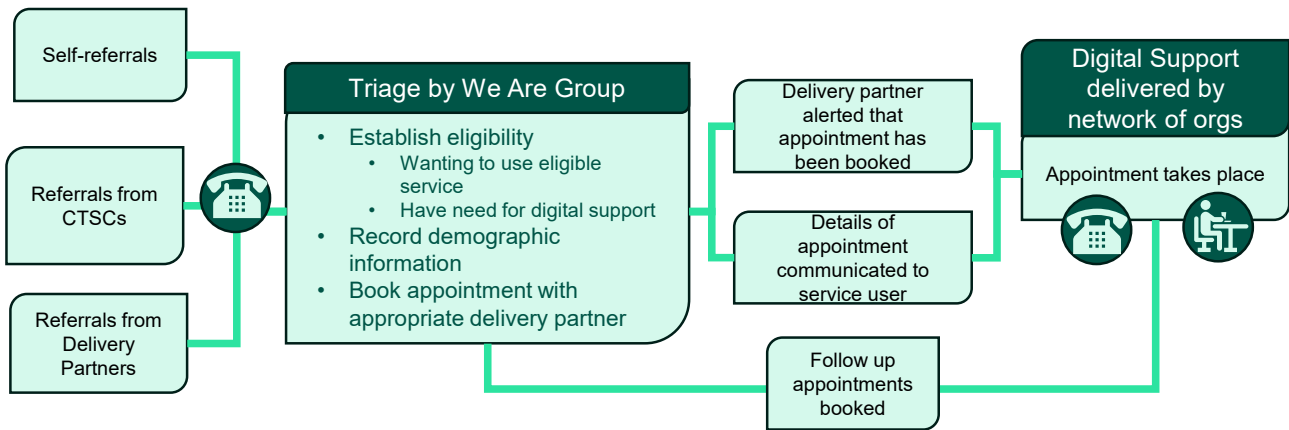 Self-referrals
Referrals from
CTSCs
Referrals from
Delivery
Partners
Triage by We Are Group
• Establish eligibility
• Wanting to use eligible
service
• Have need for digital support
• Record demographic
information
• Book appointment with
appropriate delivery partner
Delivery partner
alerted that
appointment has
been booked
Details of
appointment
communicated to
service user
Follow up
appointments
booked
Digital Support
delivered by
network of orgs
Appointment takes place